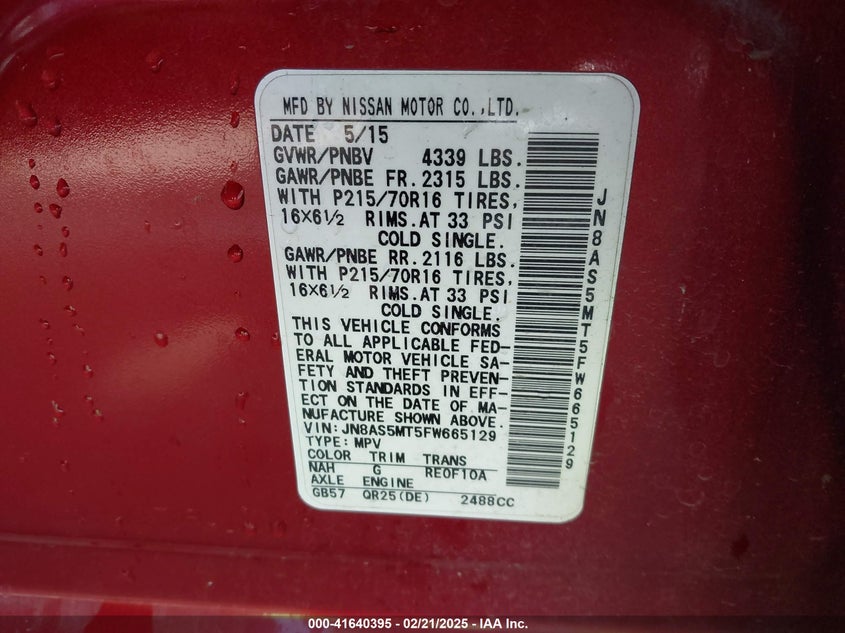 MFD BY NISSAN MOTOR CO.,LTD.
DATE 5/15
GVWR/PNBV 4339 LBS.
GAWR/PNBE FR.2315 LBS.
WITH P215/70R16 TIRES,
16X6½ RIMS.AT 33 PSI
COLD SINGLE.
GAWR/PNBE RR.2116 LBS.
WITH P215/70R16 TIRES,
16X6½ RIMS.AT 33 PSI
COLD SINGLE.
THIS VEHICLE CONFORMS
TO ALL APPLICABLE FED-
ERAL MOTOR VEHICLE SA-
FETY AND THEFT PREVEN-
TION STANDARDS IN EFF-
ECT ON THE DATE OF MA-
NUFACTURE SHOWN ABOVE.
VIN:JN8AS5MT5FW665129
TYPE:MPV
COLOR TRIM TRANS
NAH G RE0F10A
AXLE ENGINE
GB57 QR25(DE) 2488CC
JN8AS5MT5FW665129
000-41640395 - 02/21/2025 - IAA Inc.